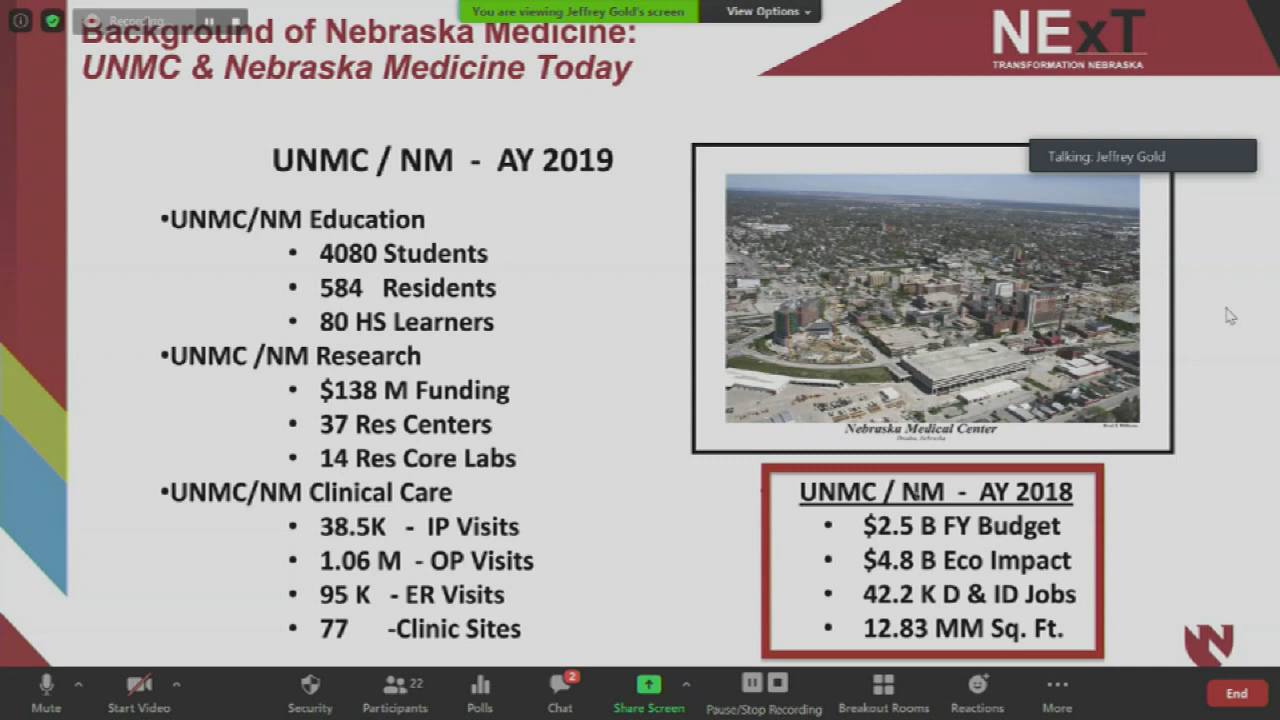 Recording
You are viewing Jeffrey Gold's screen
View Options
Background of Nebraska Medicine:
UNMC & Nebraska Medicine Today
NExT
TRANSFORMATION NEBRASKA
Talking: Jeffrey Gold
UNMC / NM - AY 2019
•UNMC/NM Education
• 4080 Students
• 584 Residents
• 80 HS Learners
•UNMC /NM Research
• $138 M Funding
• 37 Res Centers
• 14 Res Core Labs
•UNMC/NM Clinical Care
• 38.5K - IP Visits
• 1.06 M - OP Visits
• 95 K - ER Visits
• 77 -Clinic Sites
Nebraska Medical Center
Omaha, Nebraska
UNMC / NM - AY 2018
• $2.5 B FY Budget
• $4.8 B Eco Impact
• 42.2 K D & ID Jobs
• 12.83 MM Sq. Ft.
N
Mute
Start Video
Security
22
Participants
Polls
2
Chat
Share Screen
Pause/Stop Recording
Breakout Rooms
Reactions
More
End